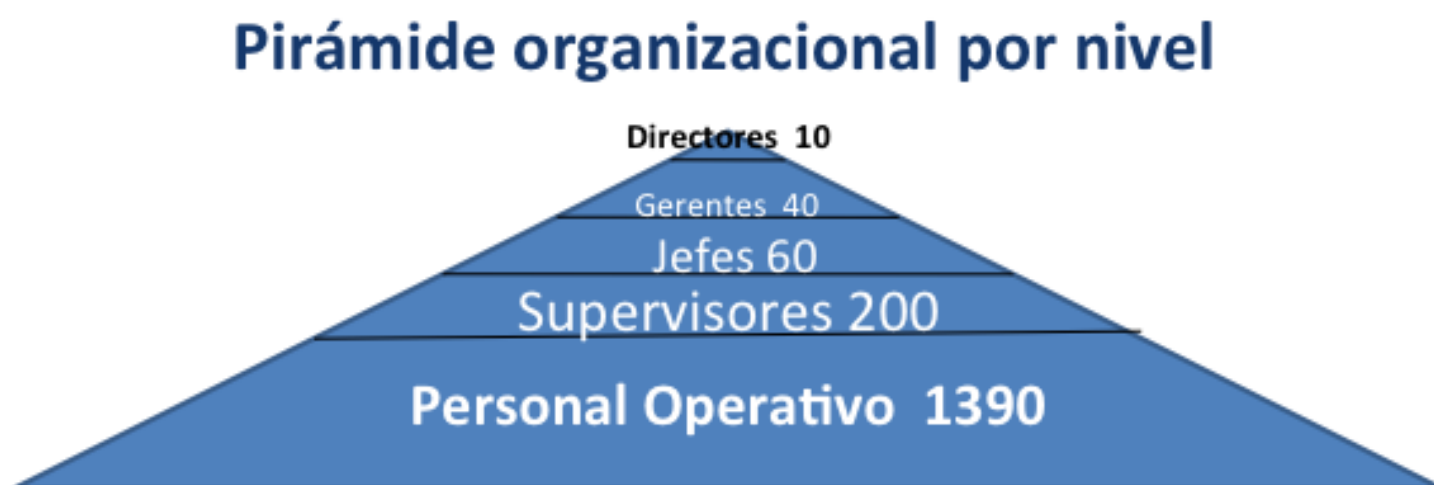 Pirámide organizacional por nivel
Directores 10
Gerentes 40
Jefes 60
Supervisores 200
Personal Operativo 1390